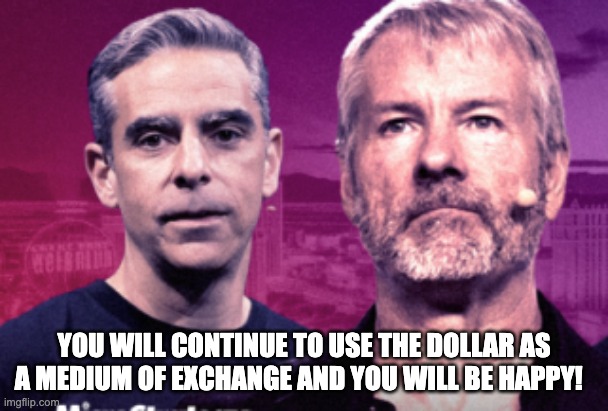 YOU WILL CONTINUE TO USE THE DOLLAR AS
A MEDIUM OF EXCHANGE AND YOU WILL BE HAPPY!
imgflip.com